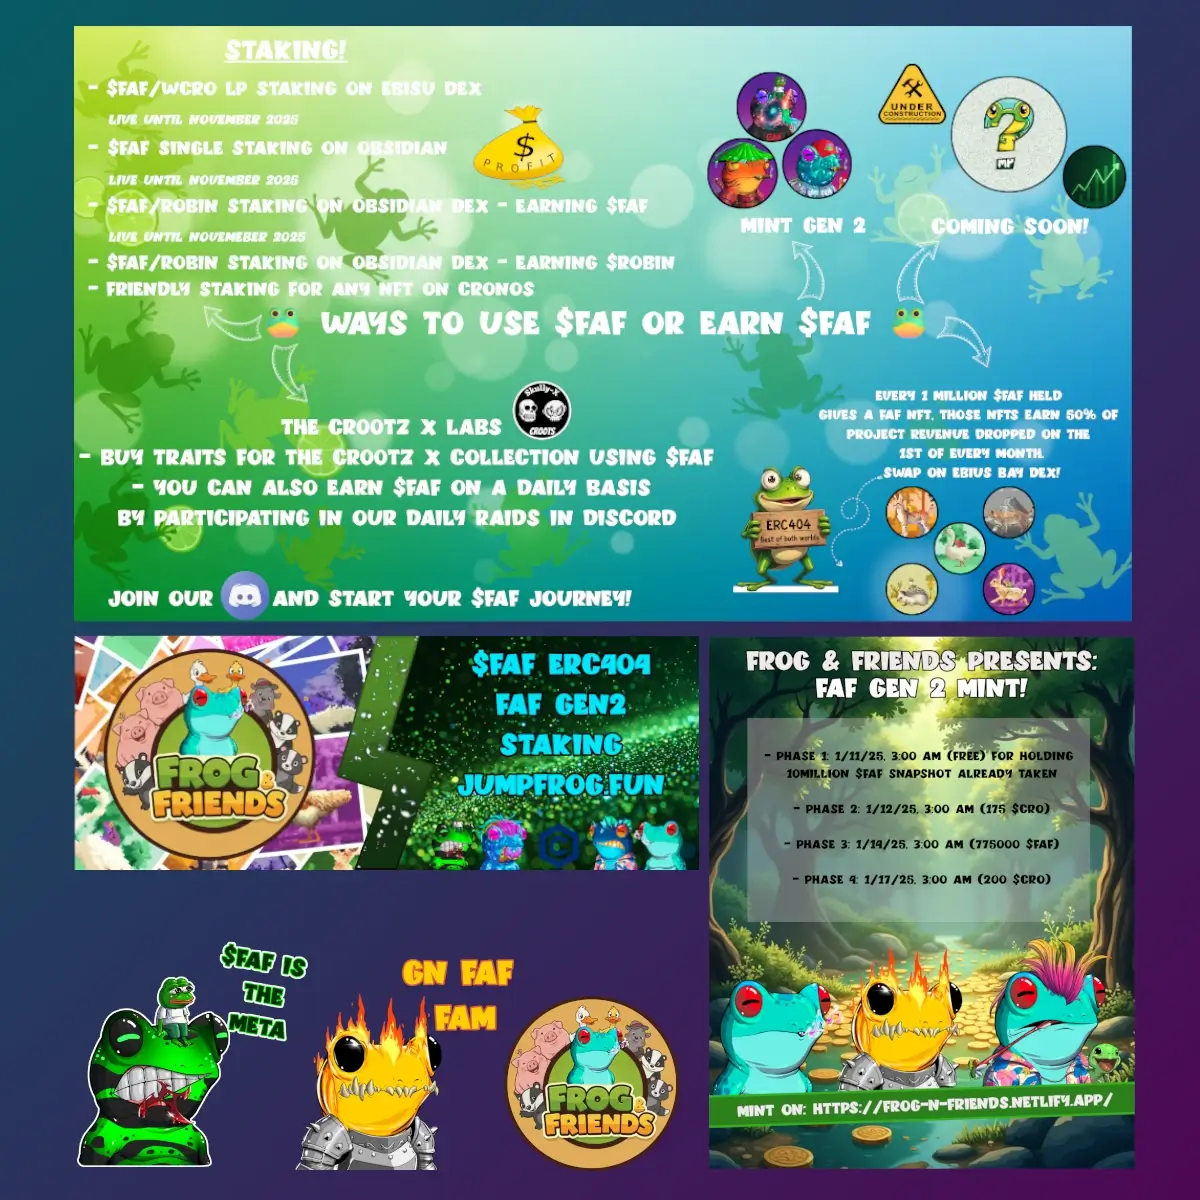 STAKING!
- $FAF/WCRO LP STAKING ON EBISU DEX
LIVE UNTIL NOVEMBER 2025
- $FAF SINGLE STAKING ON OBSIDIAN
LIVE UNTIL NOVEMBER 2025
- $FAF/ROBIN STAKING ON OBSIDIAN DEX - EARNING $FAF
LIVE UNTIL NOVEMEBER 2025
- $FAF/ROBIN STAKING ON OBSIDIAN DEX - EARNING $ROBIN
- FRIENDLY STAKING FOR ANY NFT ON CRONOS
$
PROFIT
UNDER
CONSTRUCTION
?
MINT GEN 2
COMING SOON!
WAYS TO USE $FAF OR EARN $FAF
Skully-X
CROOTS
THE CROOTZ X LABS
- BUY TRAITS FOR THE CROOTZ X COLLECTION USING $FAF
- YOU CAN ALSO EARN $FAF ON A DAILY BASIS
BY PARTICIPATING IN OUR DAILY RAIDS IN DISCORD
JOIN OUR AND START YOUR $FAF JOURNEY!
EVERY 1 MILLION $FAF HELD
GIVES A FAF NFT, THOSE NFTS EARN 50% OF
PROJECT REVENUE DROPPED ON THE
1ST OF EVERY MONTH.
SWAP ON EBIUS BAY DEX!
ERC404
Best of both worlds
FROG &
FRIENDS
$FAF ERC404
FAF GEN2
STAKING
JUMPFROG.FUN
FROG & FRIENDS PRESENTS:
FAF GEN 2 MINT!
- PHASE 1: 1/11/25, 3:00 AM (FREE) FOR HOLDING
10MILLION $FAF SNAPSHOT ALREADY TAKEN
- PHASE 2: 1/12/25, 3:00 AM (175 $CRO)
- PHASE 3: 1/14/25, 3:00 AM (775000 $FAF)
- PHASE 4: 1/17/25, 3:00 AM (200 $CRO)
MINT ON: HTTPS://FROG-N-FRIENDS.NETLIFY.APP/
$FAF IS
THE
META
GN FAF
FAM
FROG &
FRIENDS